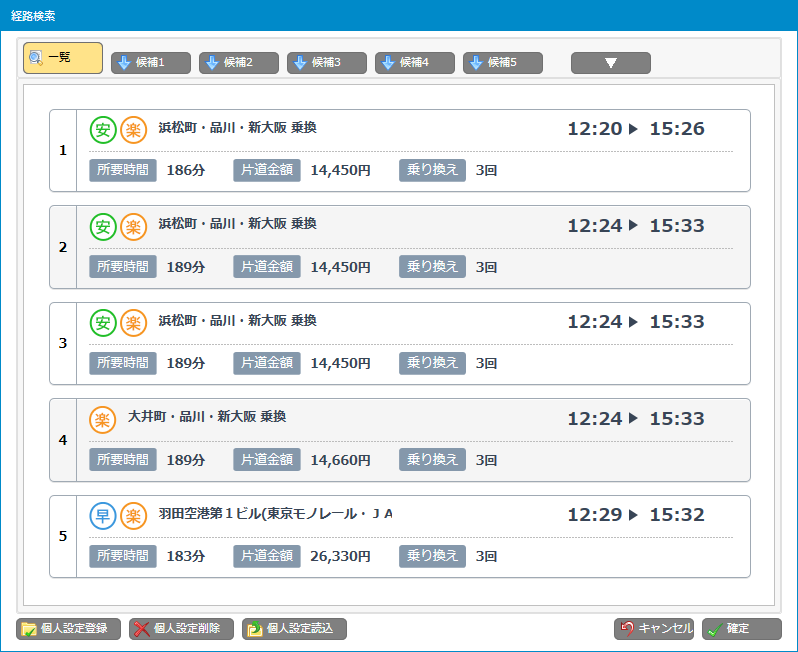 経路検索
一覧 候補1 候補2 候補3 候補4 候補5 ▼
1 安 楽 浜松町・品川・新大阪 乗換 12:20 ▶ 15:26
所要時間 186分 片道金額 14,450円 乗り換え 3回
2 安 楽 浜松町・品川・新大阪 乗換 12:24 ▶ 15:33
所要時間 189分 片道金額 14,450円 乗り換え 3回
3 安 楽 浜松町・品川・新大阪 乗換 12:24 ▶ 15:33
所要時間 189分 片道金額 14,450円 乗り換え 3回
4 楽 大井町・品川・新大阪 乗換 12:24 ▶ 15:33
所要時間 189分 片道金額 14,660円 乗り換え 3回
5 早 楽 羽田空港第１ビル(東京モノレール・ＪＡ 12:29 ▶ 15:32
所要時間 183分 片道金額 26,330円 乗り換え 3回
個人設定登録 個人設定削除 個人設定読込 キャンセル 確定